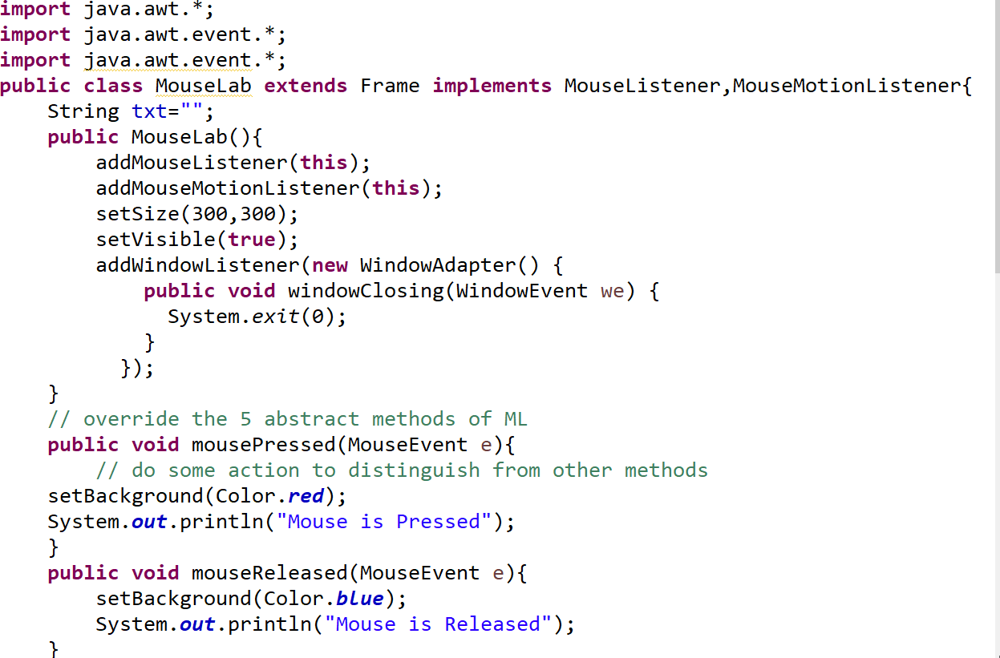 import java.awt.*;
import java.awt.event.*;
import java.awt.event.*;
public class MouseLab extends Frame implements MouseListener,MouseMotionListener{
    String txt="";
    public MouseLab(){
        addMouseListener(this);
        addMouseMotionListener(this);
        setSize(300,300);
        setVisible(true);
        addWindowListener(new WindowAdapter() {
            public void windowClosing(WindowEvent we) {
              System.exit(0);
            }
          });
    }
    // override the 5 abstract methods of ML
    public void mousePressed(MouseEvent e){
        // do some action to distinguish from other methods
    setBackground(Color.red);
    System.out.println("Mouse is Pressed");
    }
    public void mouseReleased(MouseEvent e){
        setBackground(Color.blue);
        System.out.println("Mouse is Released");
    }